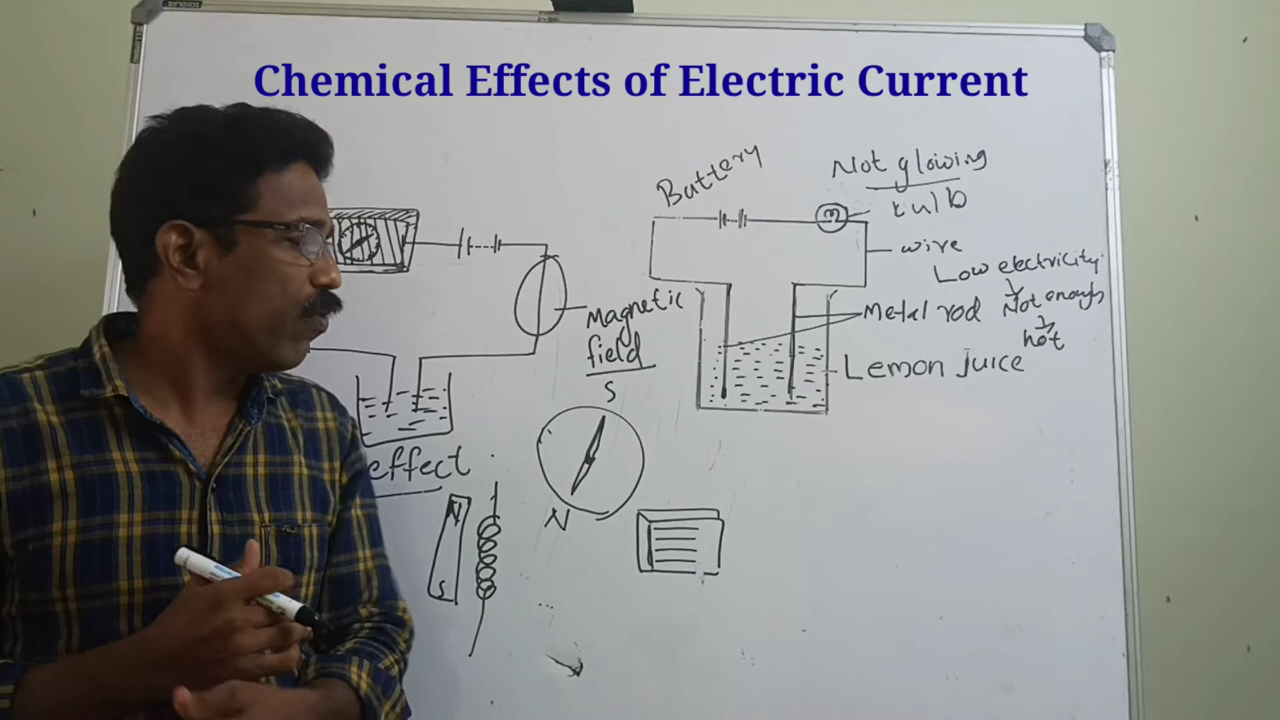 Chemical Effects of Electric Current
Battery
Not glowing
bulb
wire
Low electricity
Not enough
hot
Metal rod
Lemon Juice
Magnetic
field
S
N
effect
N
S